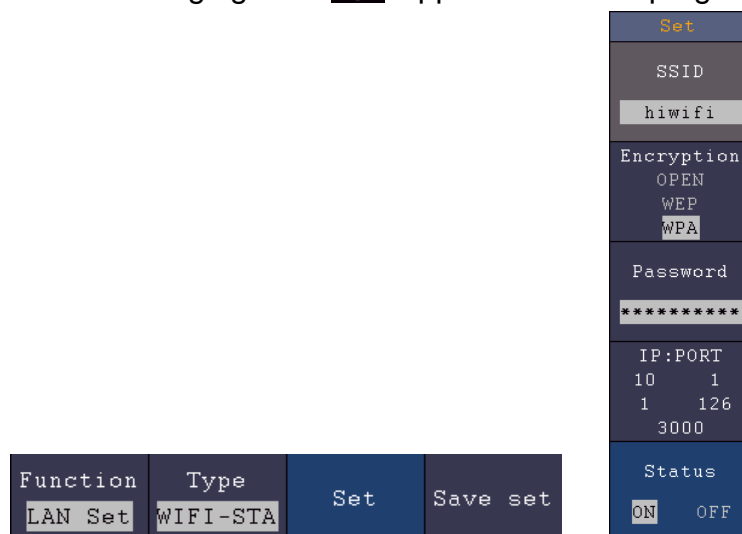 Set
SSID
hiwifi
Encryption
OPEN
WEP
WPA
Password
**********
IP:PORT
10 1
1 126
3000
Status
ON OFF
Function Type Set Save set
LAN Set WIFI-STA